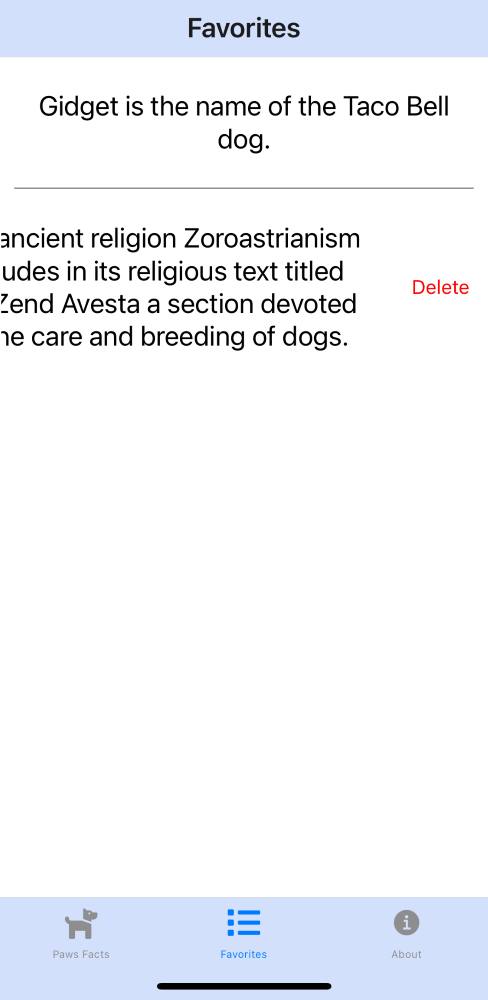 Favorites
Gidget is the name of the Taco Bell
dog.
ancient religion Zoroastrianism
udes in its religious text titled
Zend Avesta a section devoted
he care and breeding of dogs.
Delete
Paws Facts
Favorites
About